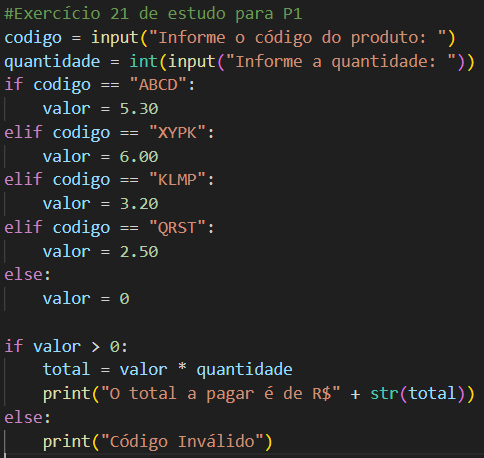 #Exercício 21 de estudo para P1
codigo = input("Informe o código do produto: ")
quantidade = int(input("Informe a quantidade: "))
if codigo == "ABCD":
    valor = 5.30
elif codigo == "XYPK":
    valor = 6.00
elif codigo == "KLMP":
    valor = 3.20
elif codigo == "QRST":
    valor = 2.50
else:
    valor = 0

if valor > 0:
    total = valor * quantidade
    print("O total a pagar é de R$" + str(total))
else:
    print("Código Inválido")